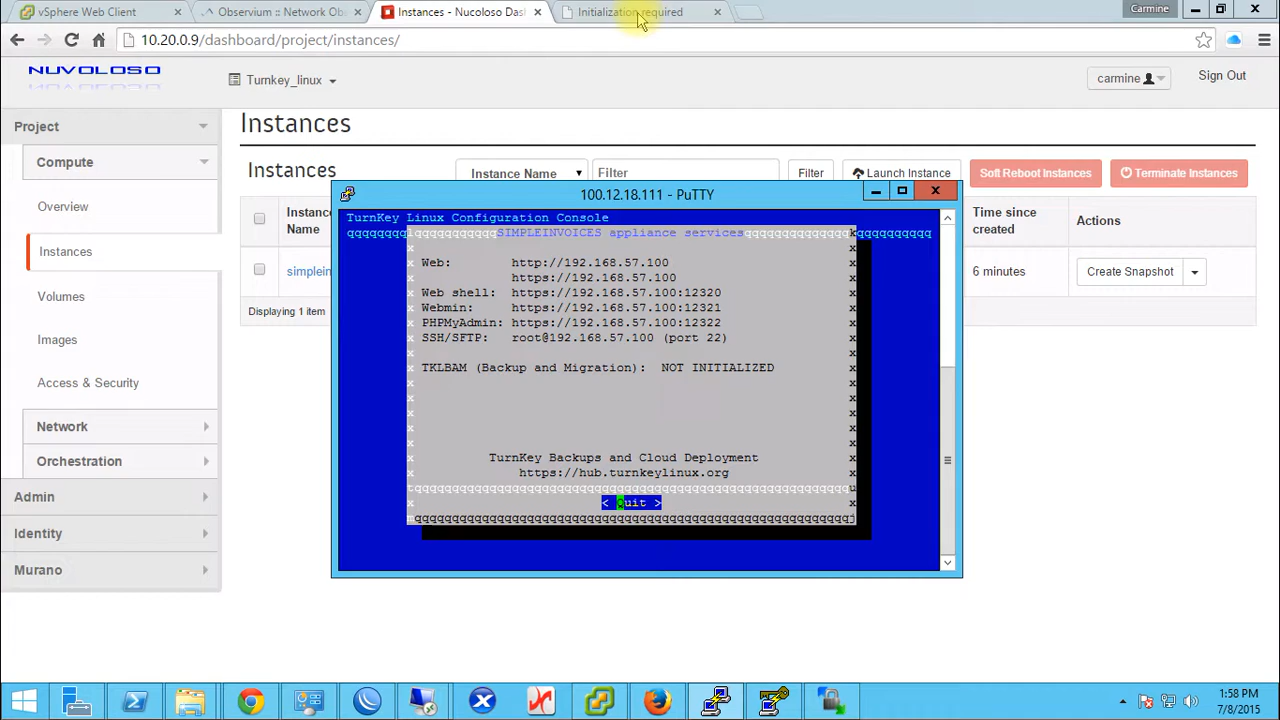 vSphere Web Client
Observium :: Network Obs
Instances - Nucoloso Dash
Initialization required
Carmine
10.20.0.9/dashboard/project/instances/
NUVOLOSO
Turnkey_linux
carmine
Sign Out
Project
Compute
Overview
Instances
Volumes
Images
Access & Security
Network
Orchestration
Admin
Identity
Murano
Instances
Instances
Instance Name
Filter
Filter
Launch Instance
Soft Reboot Instances
Terminate Instances
Instance
Name
Time since
created
Actions
simplein
6 minutes
Create Snapshot
Displaying 1 item
100.12.18.111 - PuTTY
TurnKey Linux Configuration Console
SIMPLEINVOICES appliance services
Web: http://192.168.57.100
https://192.168.57.100
Web shell: https://192.168.57.100:12320
Webmin: https://192.168.57.100:12321
PHPMyAdmin: https://192.168.57.100:12322
SSH/SFTP: root@192.168.57.100 (port 22)
TKLBAM (Backup and Migration): NOT INITIALIZED
TurnKey Backups and Cloud Deployment
https://hub.turnkeylinux.org
< Quit >
1:58 PM
7/8/2015